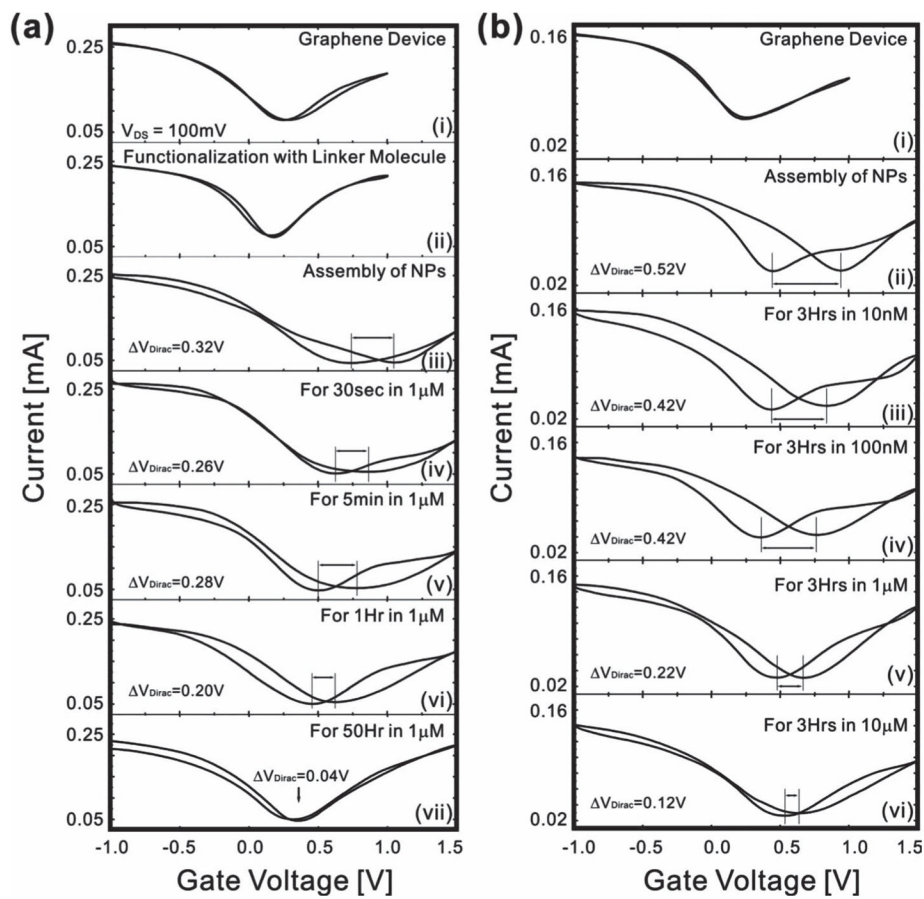 (a)
Current [mA]
0.25
Graphene Device
V_DS = 100mV
0.05
(i)
Functionalization with Linker Molecule
0.25
0.05
(ii)
0.25
Assembly of NPs
ΔV_Dirac=0.32V
0.05
(iii)
0.25
For 30sec in 1μM
ΔV_Dirac=0.26V
0.05
(iv)
0.25
For 5min in 1μM
ΔV_Dirac=0.28V
0.05
(v)
0.25
For 1Hr in 1μM
ΔV_Dirac=0.20V
0.05
(vi)
0.25
For 50Hr in 1μM
ΔV_Dirac=0.04V
0.05
(vii)
-1.0 -0.5 0.0 0.5 1.0 1.5
Gate Voltage [V]
(b)
Current [mA]
0.16
Graphene Device
0.02
(i)
0.16
Assembly of NPs
ΔV_Dirac=0.52V
0.02
(ii)
0.16
For 3Hrs in 10nM
ΔV_Dirac=0.42V
0.02
(iii)
0.16
For 3Hrs in 100nM
ΔV_Dirac=0.42V
0.02
(iv)
0.16
For 3Hrs in 1μM
ΔV_Dirac=0.22V
0.02
(v)
0.16
For 3Hrs in 10μM
ΔV_Dirac=0.12V
0.02
(vi)
-1.0 -0.5 0.0 0.5 1.0 1.5
Gate Voltage [V]